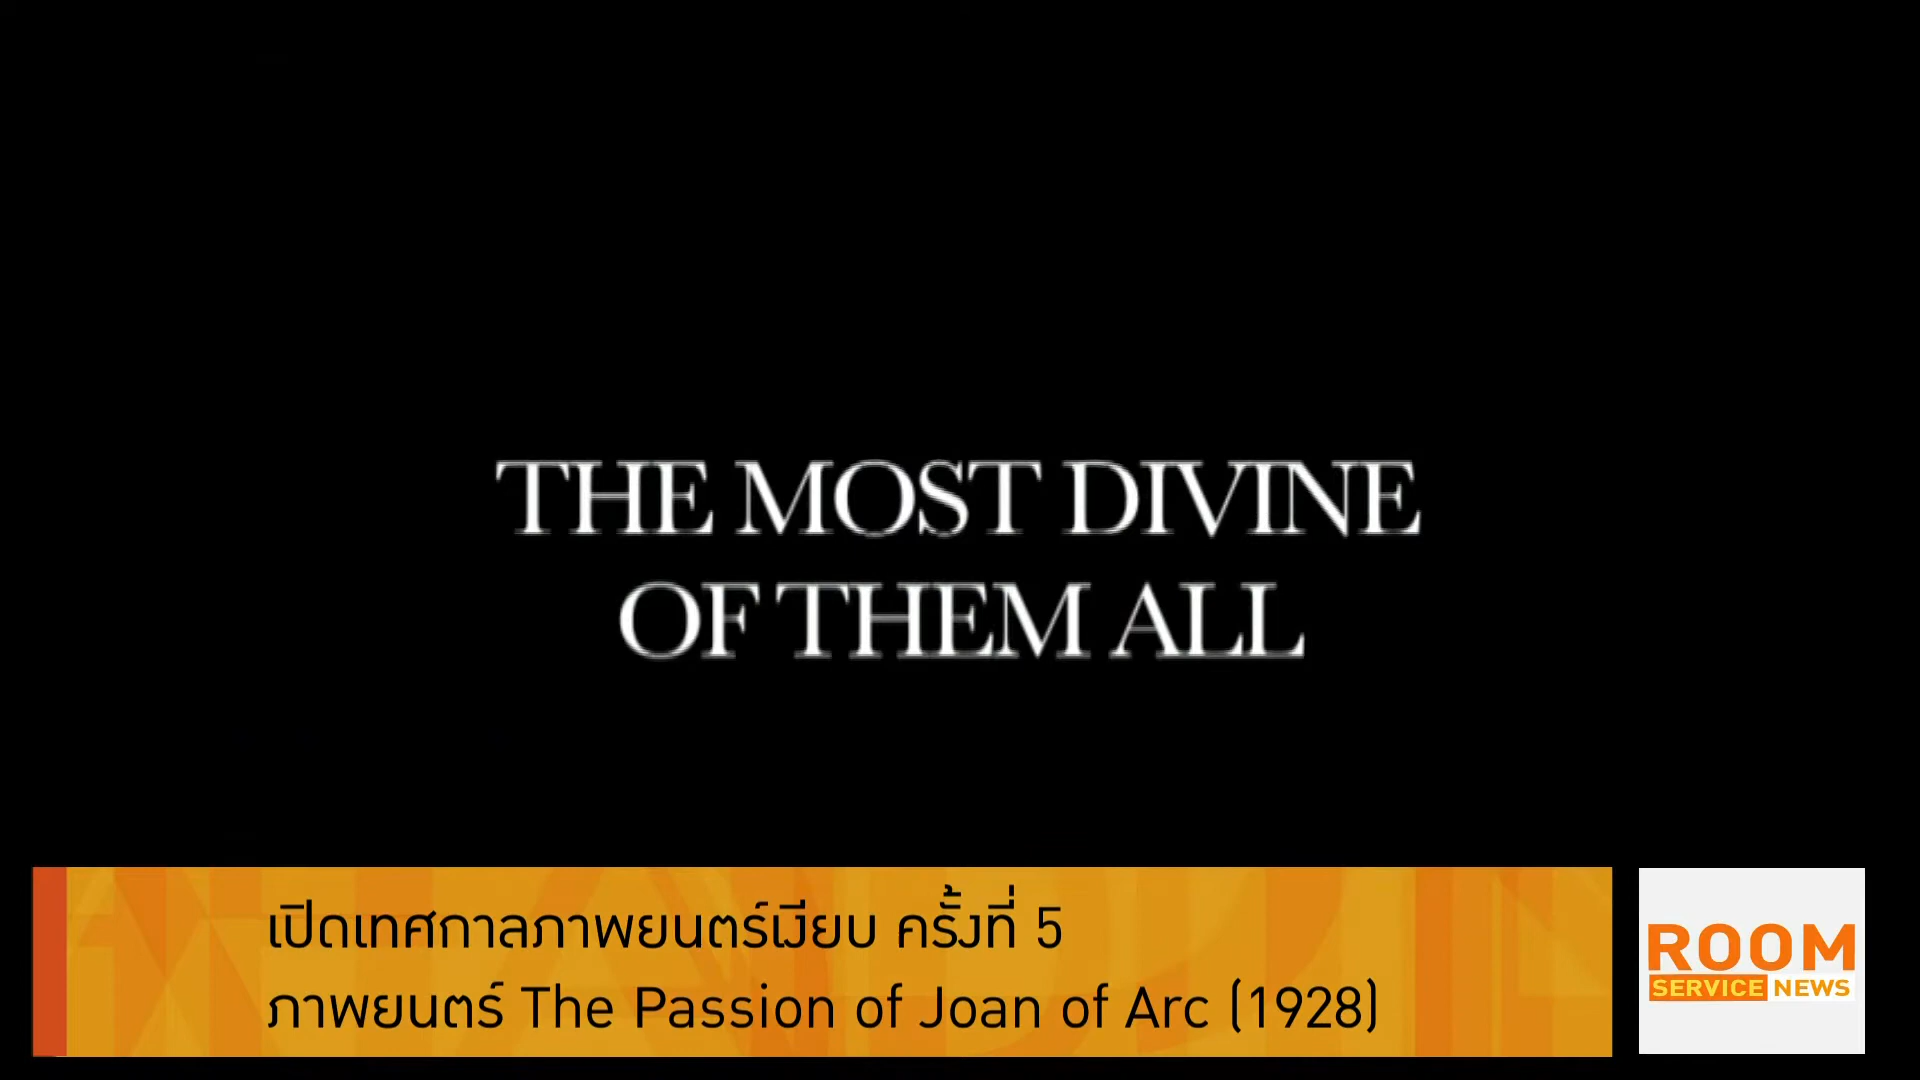 THE MOST DIVINE
OF THEM ALL
เปิดเทศกาลภาพยนตร์เงียบ ครั้งที่ 5
ภาพยนตร์ The Passion of Joan of Arc (1928)
ROOM
SERVICE NEWS